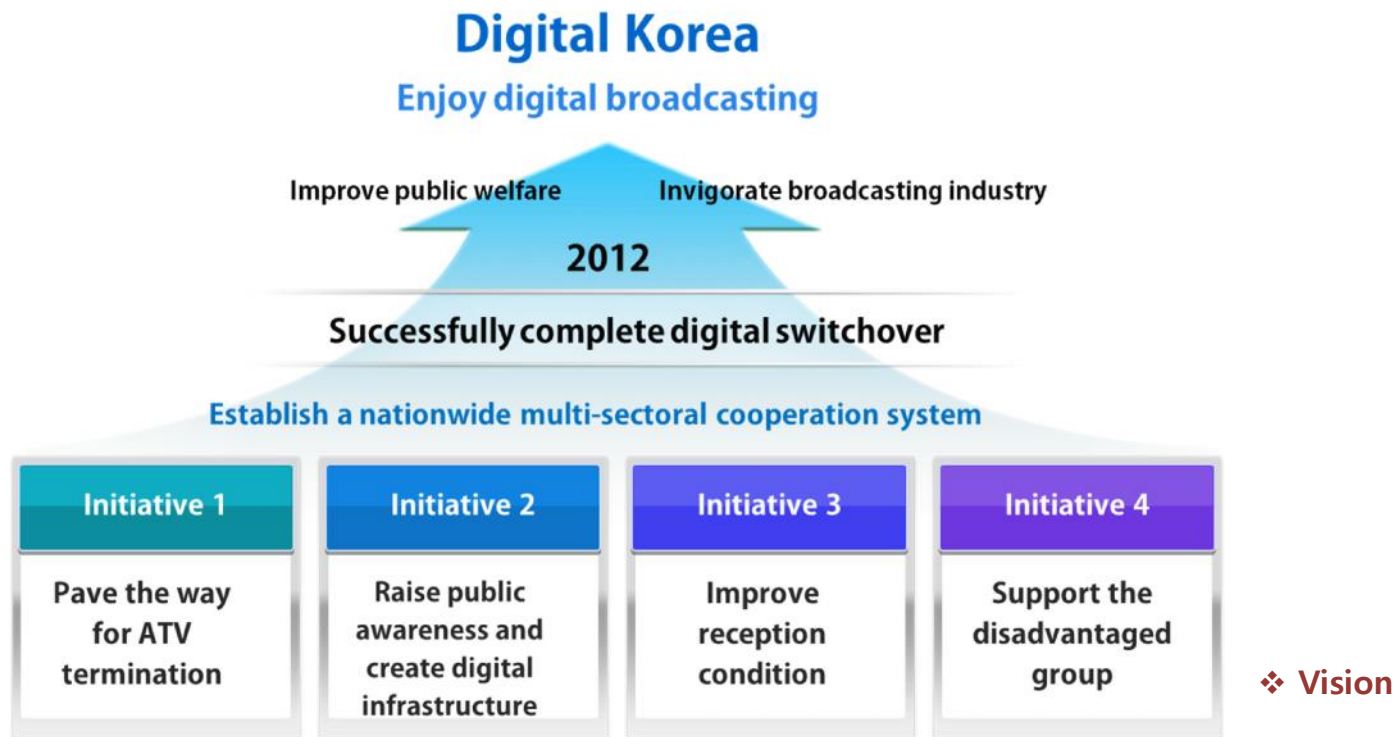 Digital Korea
Enjoy digital broadcasting
Improve public welfare
Invigorate broadcasting industry
2012
Successfully complete digital switchover
Establish a nationwide multi-sectoral cooperation system
Initiative 1
Pave the way
for ATV
termination
Initiative 2
Raise public
awareness and
create digital
infrastructure
Initiative 3
Improve
reception
condition
Initiative 4
Support the
disadvantaged
group
❖ Vision